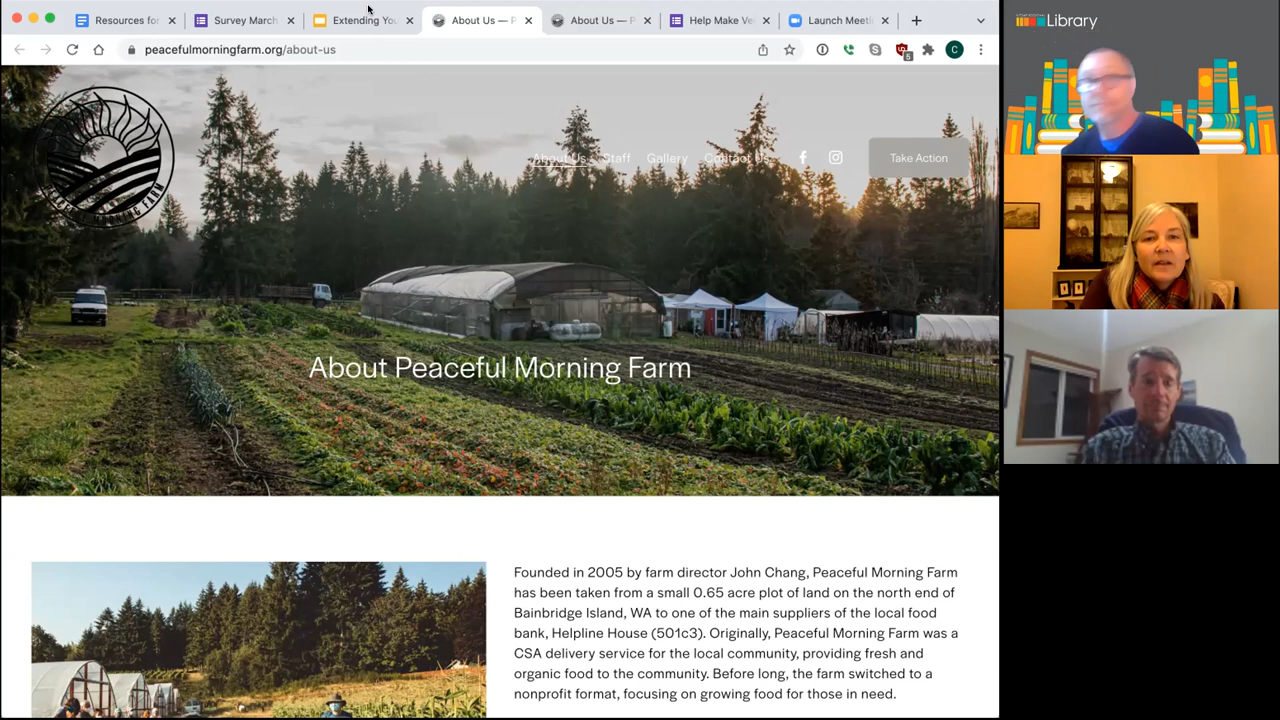 Resources for
Survey March
Extending You
About Us — P
About Us — P
Help Make Ve
Launch Meeti
peacefulmorningfarm.org/about-us
C
Library
About Us
Staff
Gallery
Contact Us
Take Action
MORNING FARM
About Peaceful Morning Farm
Founded in 2005 by farm director John Chang, Peaceful Morning Farm
has been taken from a small 0.65 acre plot of land on the north end of
Bainbridge Island, WA to one of the main suppliers of the local food
bank, Helpline House (501c3). Originally, Peaceful Morning Farm was a
CSA delivery service for the local community, providing fresh and
organic food to the community. Before long, the farm switched to a
nonprofit format, focusing on growing food for those in need.